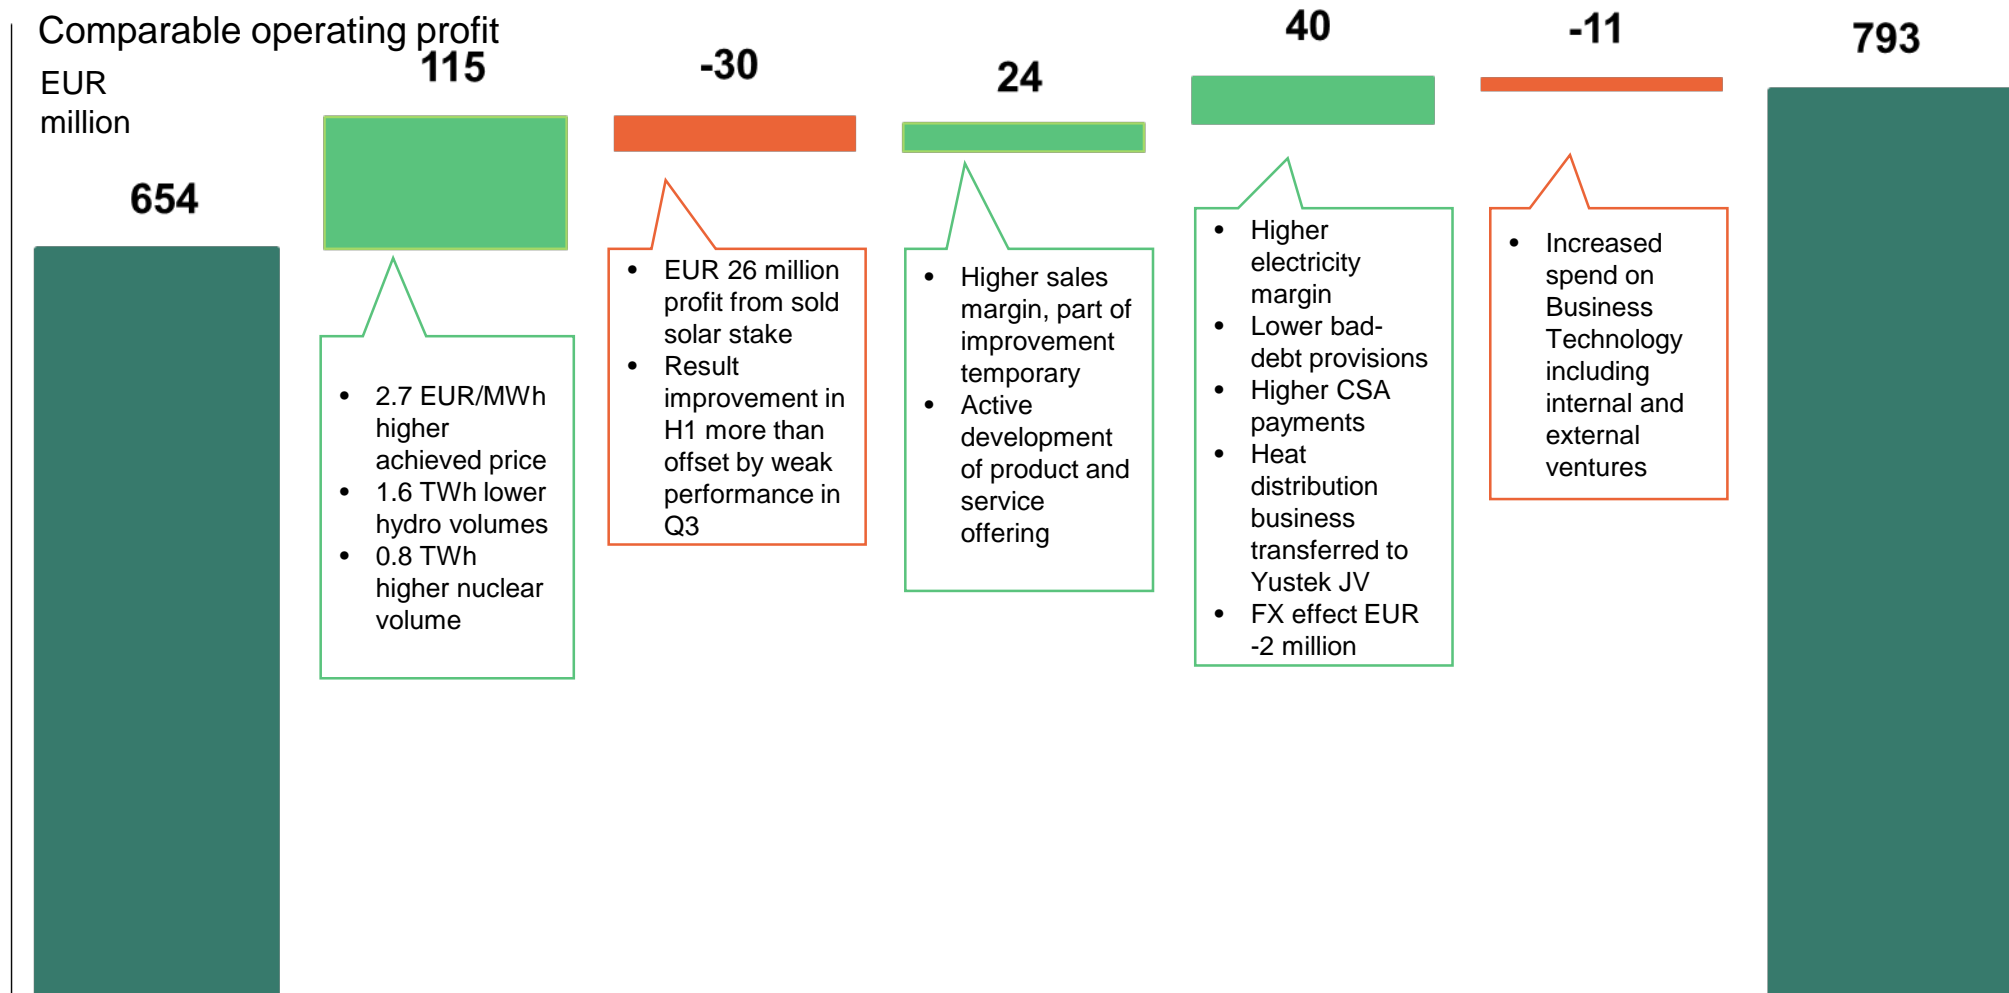 Comparable operating profit
EUR
million
654
115
-30
24
40
-11
793
• 2.7 EUR/MWh
higher
achieved price
• 1.6 TWh lower
hydro volumes
• 0.8 TWh
higher nuclear
volume
• EUR 26 million
profit from sold
solar stake
• Result
improvement in
H1 more than
offset by weak
performance in
Q3
• Higher sales
margin, part of
improvement
temporary
• Active
development
of product and
service
offering
• Higher
electricity
margin
• Lower bad-
debt provisions
• Higher CSA
payments
• Heat
distribution
business
transferred to
Yustek JV
• FX effect EUR
-2 million
• Increased
spend on
Business
Technology
including
internal and
external
ventures